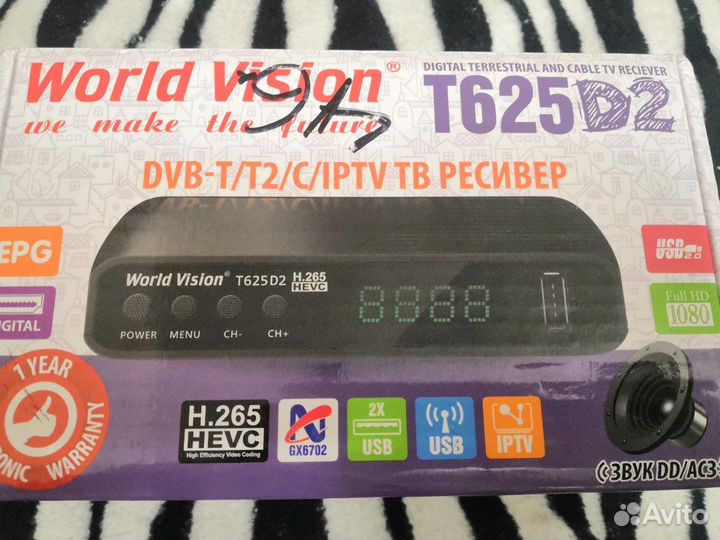 World Vision®
we make the future
DIGITAL TERRESTRIAL AND CABLE TV RECIEVER
T625D2
DVB-T/T2/C/IPTV ТВ РЕСИВЕР
EPG
USB 2.0
World Vision® T625D2 H.265 HEVC
8888
POWER MENU CH- CH+
Full HD
1080
1 YEAR
WARRANTY
H.265
HEVC
High Efficiency Video Coding
GX6702
2X
USB
USB
IPTV
ЗВУК DD/AC3
Avito